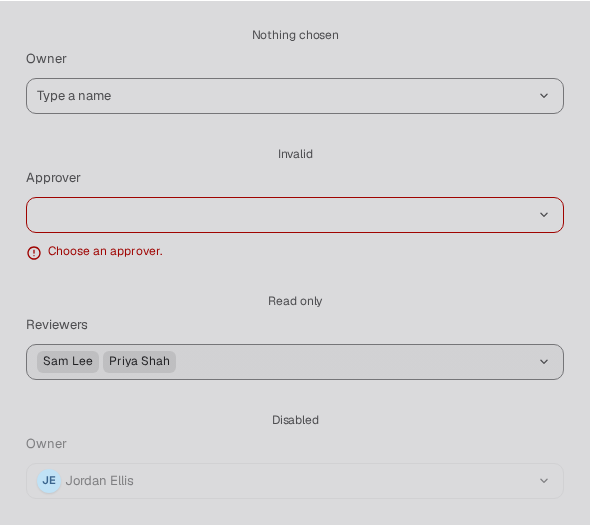 Nothing chosen
Owner
Type a name
Invalid
Approver
Choose an approver.
Read only
Reviewers
Sam Lee Priya Shah
Disabled
Owner
JE Jordan Ellis